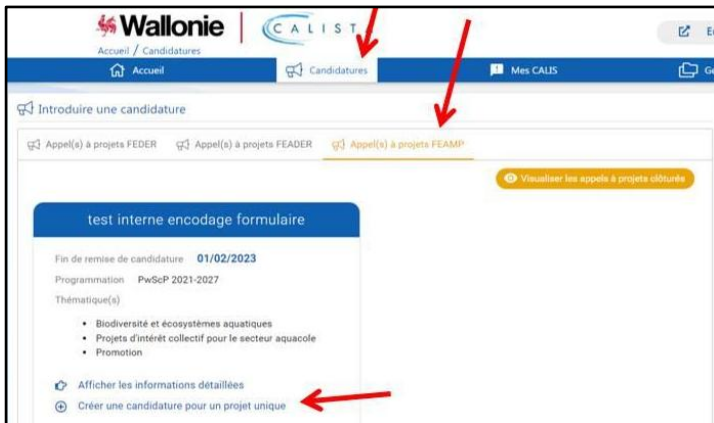 Wallonie
CALIST
Accueil / Candidatures
Accueil
Candidatures
Mes CALIS
Introduire une candidature
Appel(s) à projets FEDER
Appel(s) à projets FEADER
Appel(s) à projets FEAMP
Visualiser les appels à projets clôturés
test interne encodage formulaire
Fin de remise de candidature 01/02/2023
Programmation PwScP 2021-2027
Thématique(s)
• Biodiversité et écosystèmes aquatiques
• Projets d'intérêt collectif pour le secteur aquacole
• Promotion
Afficher les informations détaillées
Créer une candidature pour un projet unique